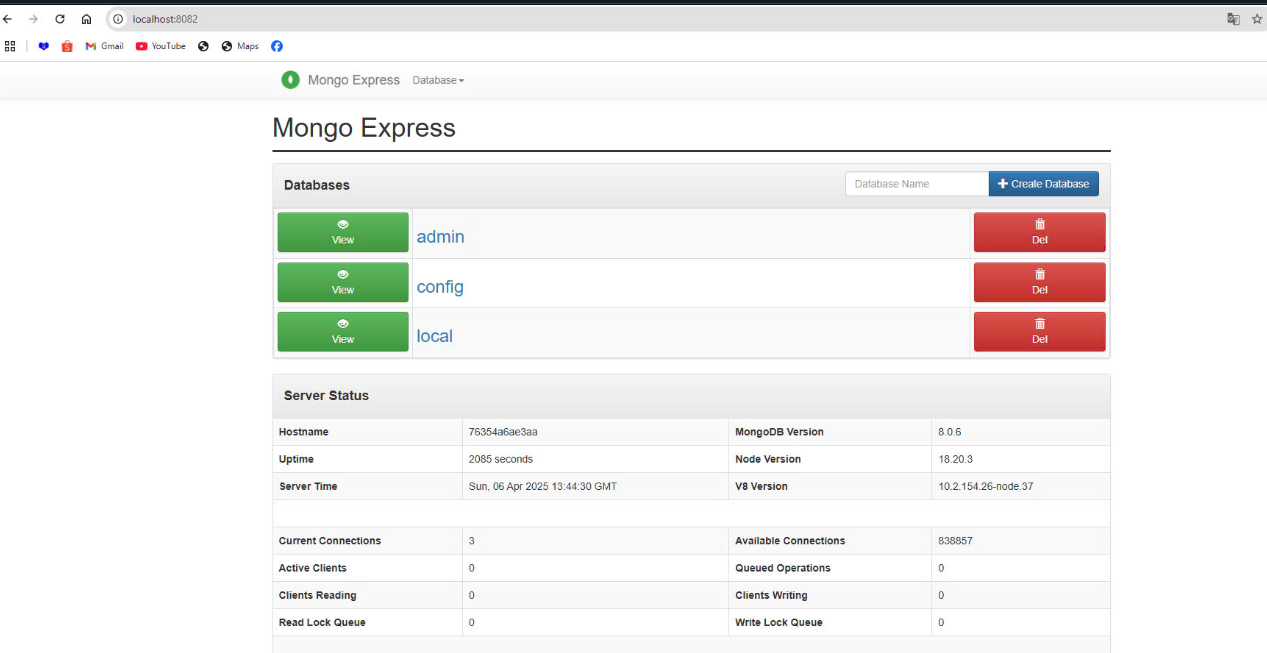 localhost:8082
Gmail YouTube Maps
Mongo Express Database
Mongo Express
Databases Database Name Create Database
View admin Del
View config Del
View local Del
Server Status
Hostname 76354a6ae3aa MongoDB Version 8.0.6
Uptime 2085 seconds Node Version 18.20.3
Server Time Sun, 06 Apr 2025 13:44:30 GMT V8 Version 10.2.154.26-node.37
Current Connections 3 Available Connections 838857
Active Clients 0 Queued Operations 0
Clients Reading 0 Clients Writing 0
Read Lock Queue 0 Write Lock Queue 0